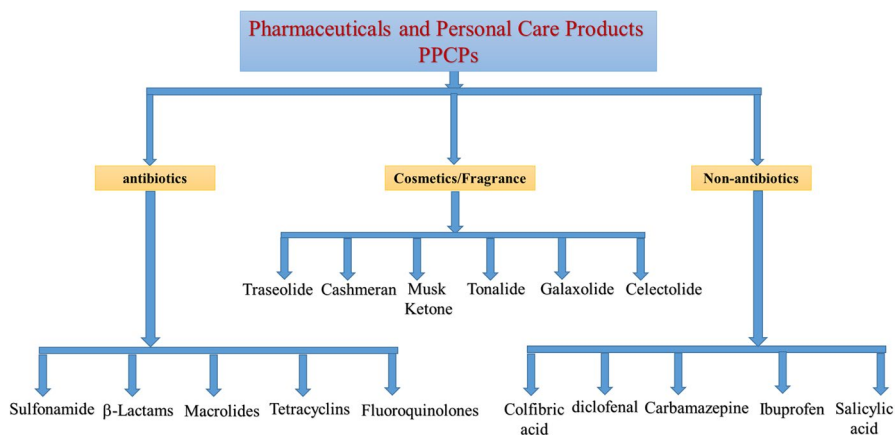 Pharmaceuticals and Personal Care Products
PPCPs
antibiotics
Cosmetics/Fragrance
Non-antibiotics
Traseolide
Cashmeran
Musk
Ketone
Tonalide
Galaxolide
Celectolide
Sulfonamide
β-Lactams
Macrolides
Tetracyclins
Fluoroquinolones
Colfibric
acid
diclofenal
Carbamazepine
Ibuprofen
Salicylic
acid